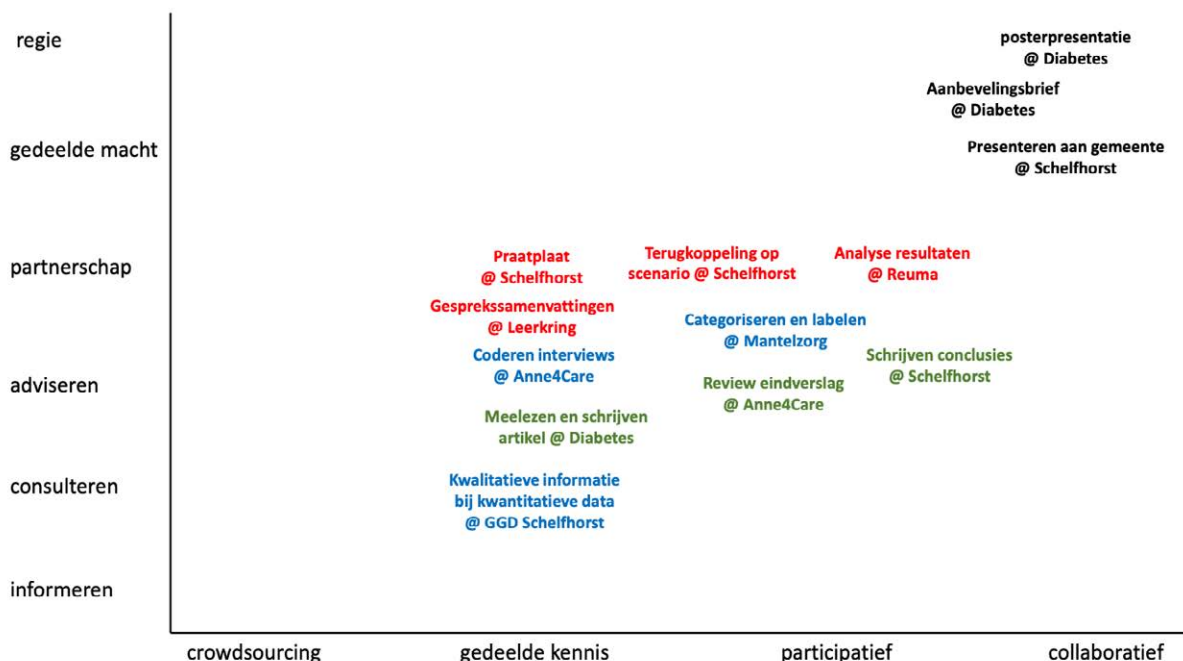 regie
posterpresentatie
@ Diabetes
Aanbevelingsbrief
@ Diabetes
gedeelde macht
Presenteren aan gemeente
@ Schelfhorst
partnerschap
Praatplaat
@ Schelfhorst
Terugkoppeling op
scenario @ Schelfhorst
Analyse resultaten
@ Reuma
Gesprekssamenvattingen
@ Leerkring
Categoriseren en labelen
@ Mantelzorg
Coderen interviews
@ Anne4Care
Schrijven conclusies
@ Schelfhorst
adviseren
Review eindverslag
@ Anne4Care
Meelezen en schrijven
artikel @ Diabetes
consulteren
Kwalitatieve informatie
bij kwantitatieve data
@ GGD Schelfhorst
informeren
crowdsourcing
gedeelde kennis
participatief
collaboratief